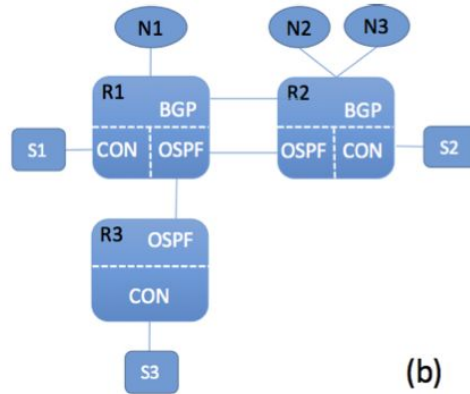 N1
N2
N3
R1
BGP
R2
BGP
S1
CON
OSPF
OSPF
CON
S2
R3
OSPF
CON
S3
(b)